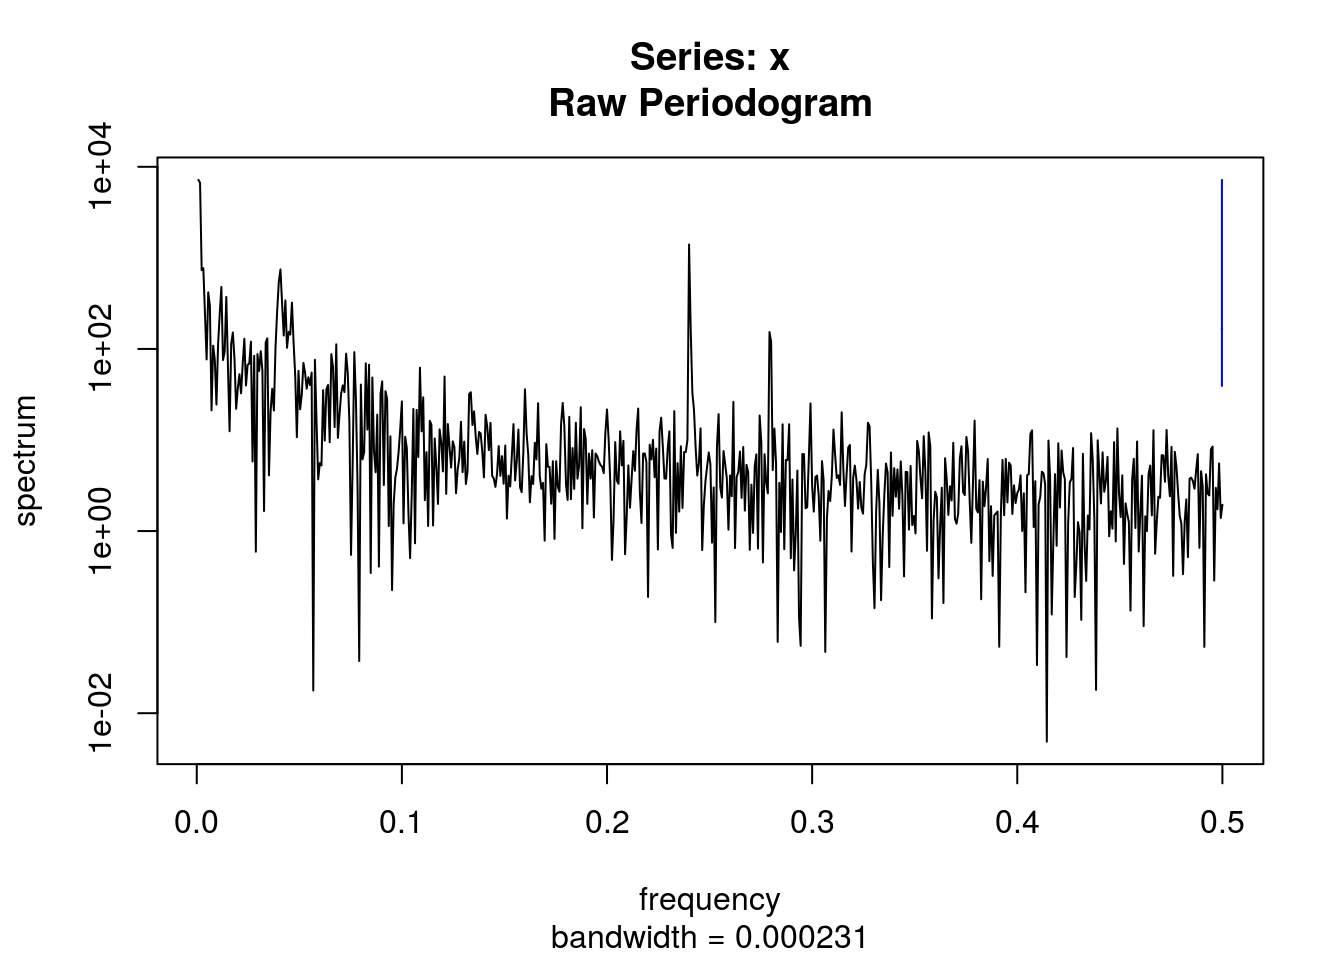 Series: x
Raw Periodogram
spectrum
1e+04
1e+02
1e+00
1e-02
0.0 0.1 0.2 0.3 0.4 0.5
frequency
bandwidth = 0.000231